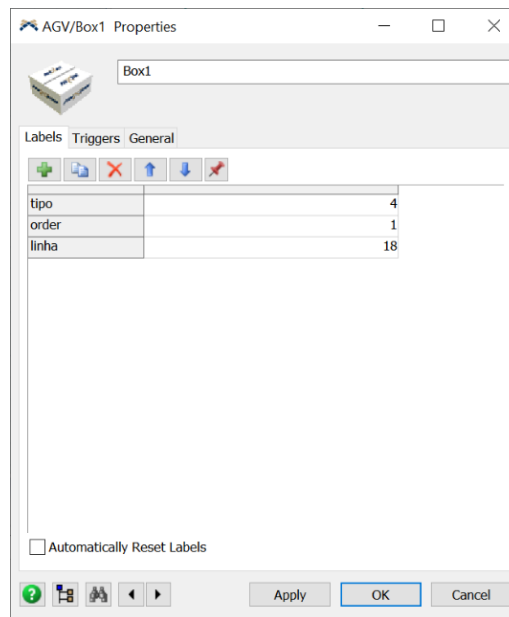 AGV/Box1 Properties
Box1
Labels Triggers General
tipo 4
order 1
linha 18
Automatically Reset Labels
Apply OK Cancel